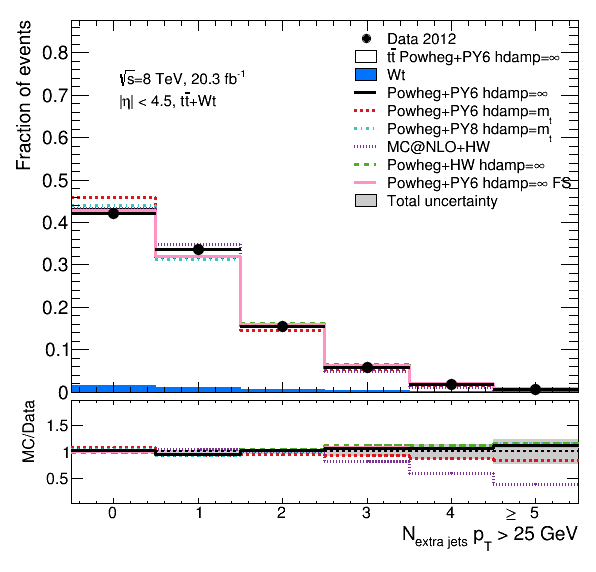 Fraction of events
0.8
0.7
0.6
0.5
0.4
0.3
0.2
0.1
0
√s=8 TeV, 20.3 fb⁻¹
|η| < 4.5, tt̄+Wt
Data 2012
tt̄ Powheg+PY6 hdamp=∞
Wt
Powheg+PY6 hdamp=∞
Powheg+PY6 hdamp=mₜ
Powheg+PY8 hdamp=mₜ
MC@NLO+HW
Powheg+HW hdamp=∞
Powheg+PY6 hdamp=∞ FS
Total uncertainty
MC/Data
1.5
1
0.5
0 1 2 3 4 ≥ 5
N extra jets p_T > 25 GeV